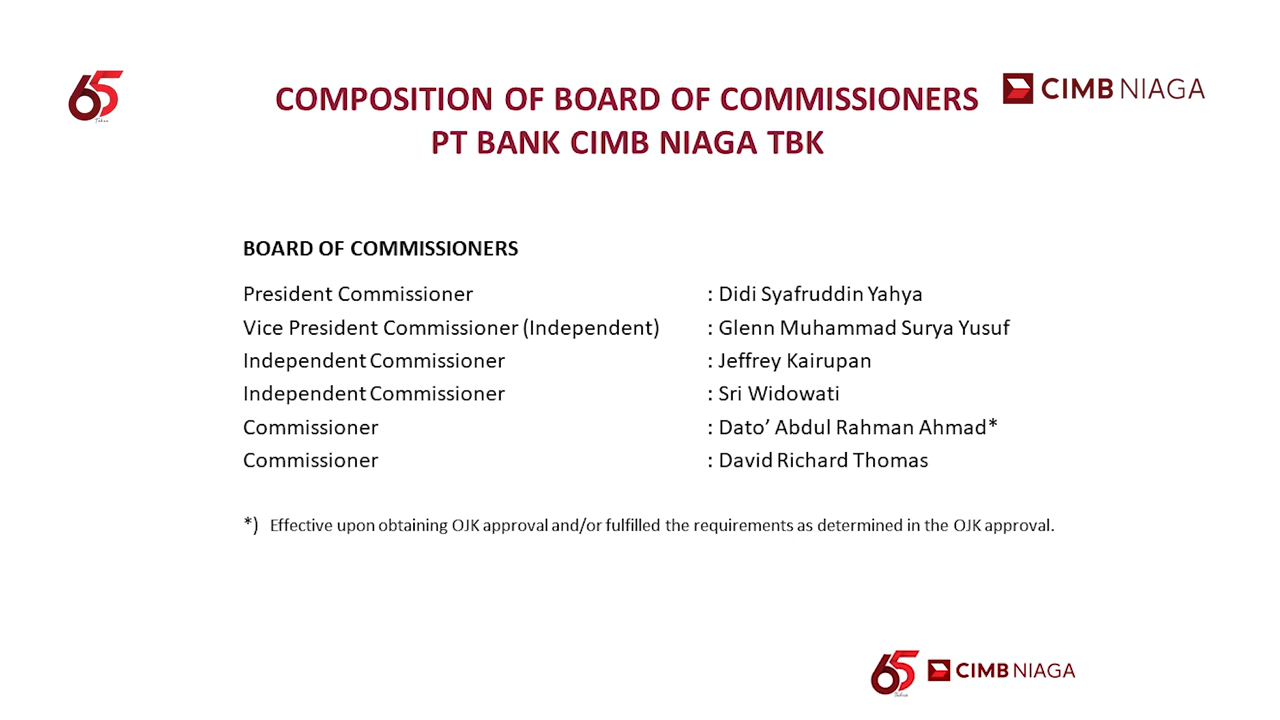 65
Tahun
COMPOSITION OF BOARD OF COMMISSIONERS
CIMB NIAGA
PT BANK CIMB NIAGA TBK
BOARD OF COMMISSIONERS
President Commissioner : Didi Syafruddin Yahya
Vice President Commissioner (Independent) : Glenn Muhammad Surya Yusuf
Independent Commissioner : Jeffrey Kairupan
Independent Commissioner : Sri Widowati
Commissioner : Dato’ Abdul Rahman Ahmad*
Commissioner : David Richard Thomas
*) Effective upon obtaining OJK approval and/or fulfilled the requirements as determined in the OJK approval.
65
Tahun
CIMB NIAGA